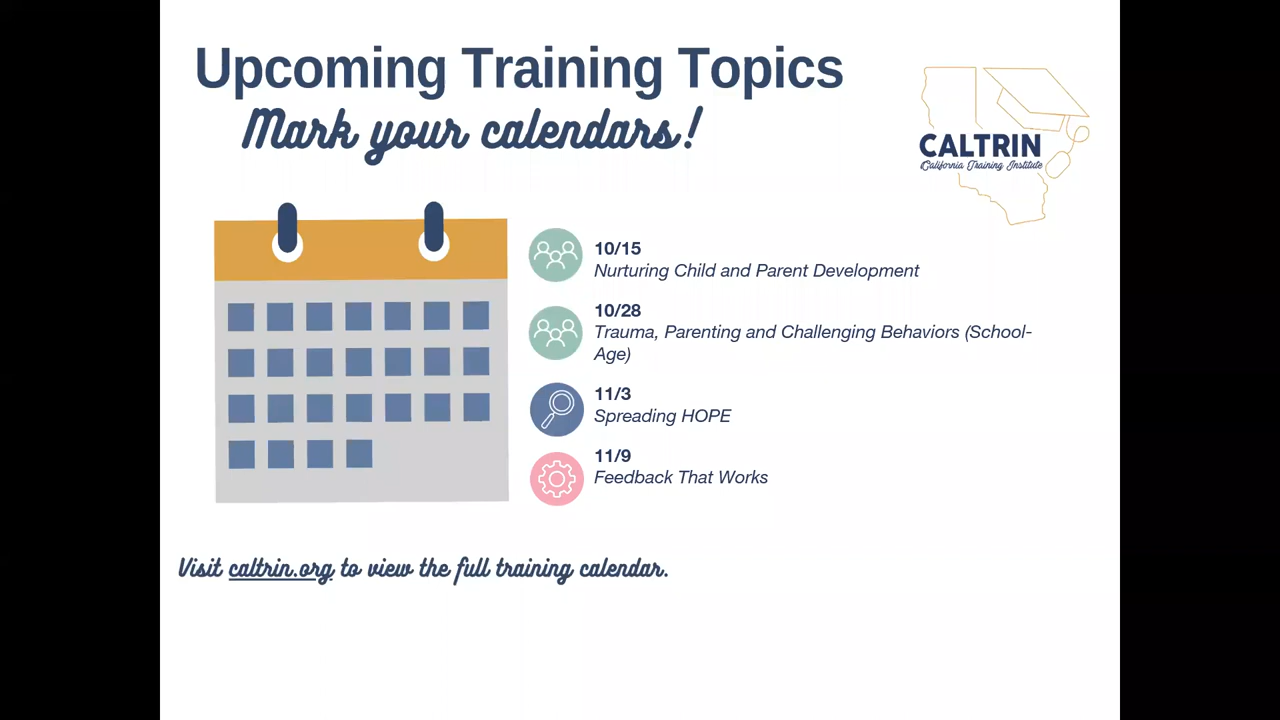 Upcoming Training Topics
Mark your calendars!
CALTRIN
California Training Institute
10/15
Nurturing Child and Parent Development
10/28
Trauma, Parenting and Challenging Behaviors (School-
Age)
11/3
Spreading HOPE
11/9
Feedback That Works
Visit caltrin.org to view the full training calendar.